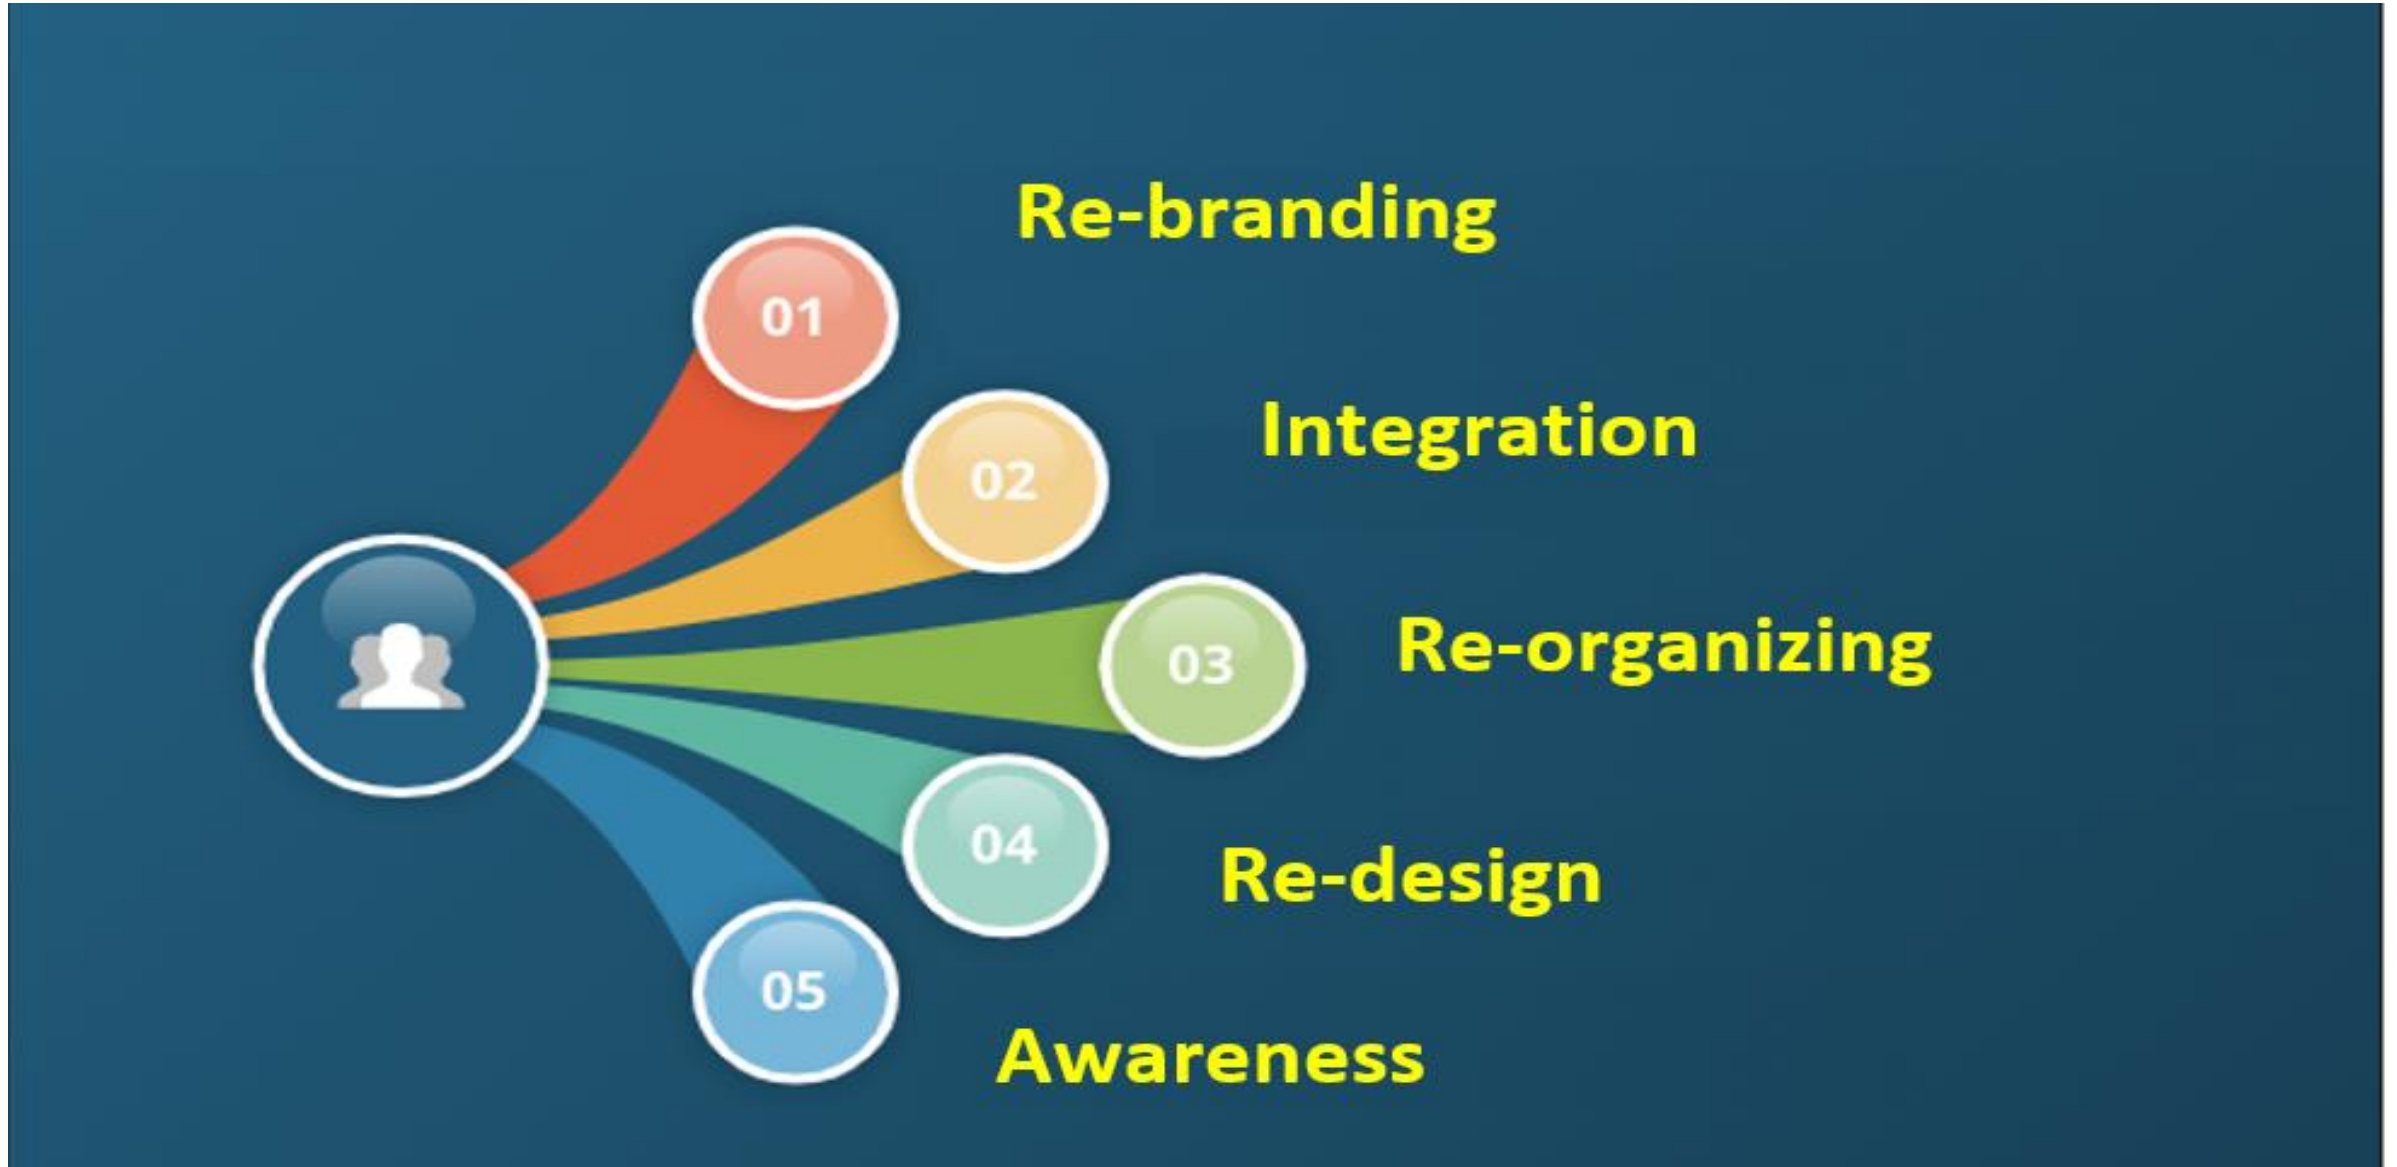 Re-branding
01
Integration
02
Re-organizing
03
Re-design
04
05
Awareness